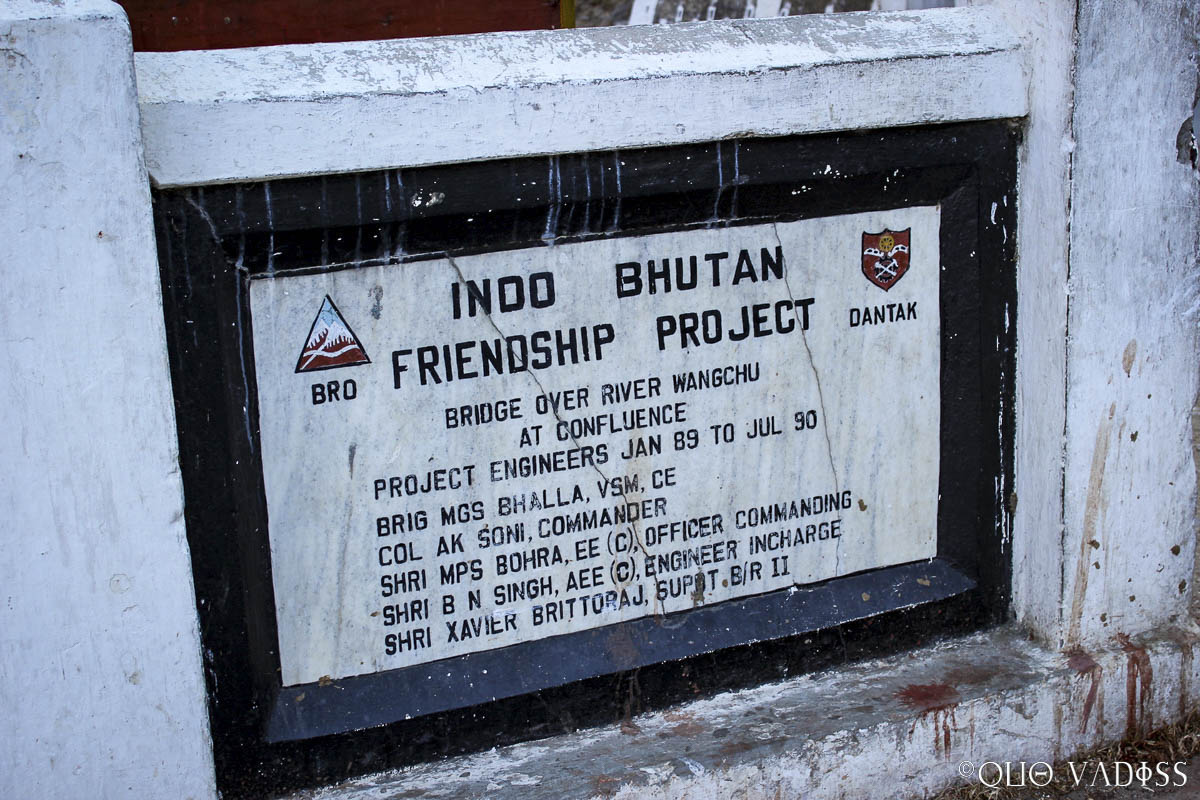 INDO BHUTAN
FRIENDSHIP PROJECT
BRO
DANTAK
BRIDGE OVER RIVER WANGCHU
AT CONFLUENCE
PROJECT ENGINEERS JAN 89 TO JUL 90
BRIG MGS BHALLA, VSM, CE
COL AK SONI, COMMANDER
SHRI MPS BOHRA, EE (C), OFFICER COMMANDING
SHRI B N SINGH, AEE (C), ENGINEER INCHARGE
SHRI XAVIER BRITTORAJ, SUPDT B/R II
©QUO VADISS